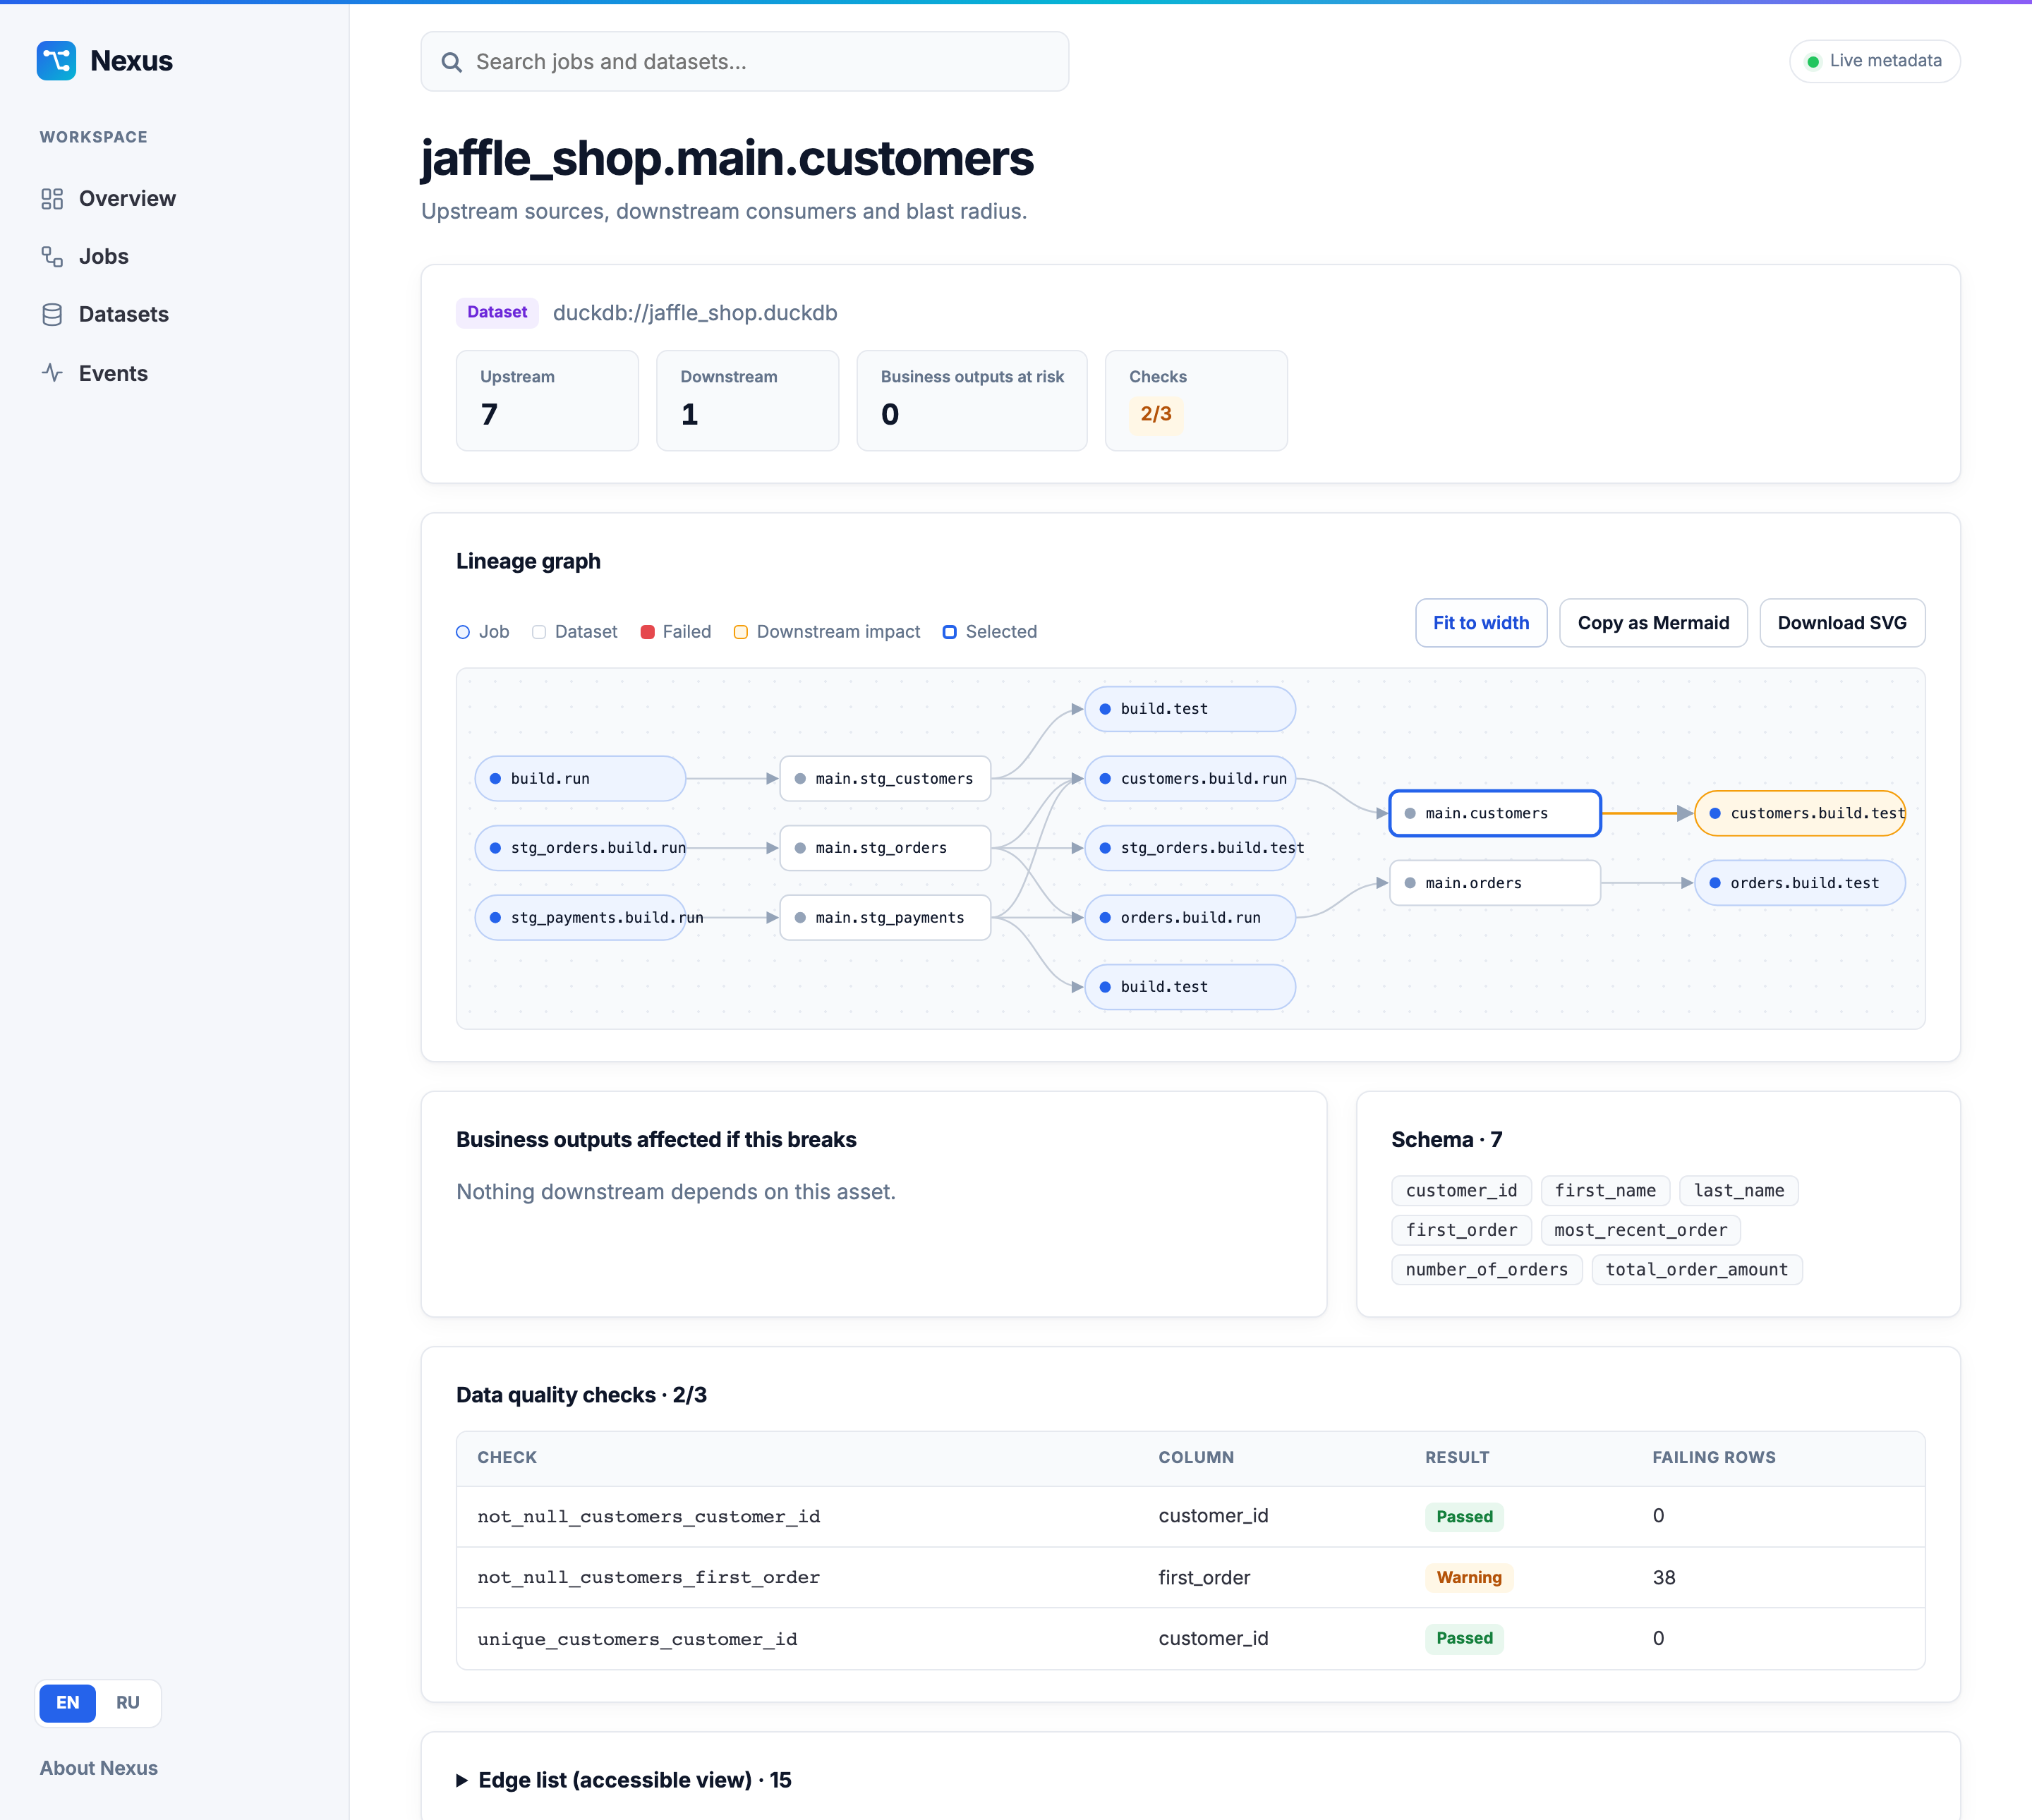 Nexus
Search jobs and datasets...
Live metadata
WORKSPACE
Overview
Jobs
Datasets
Events
jaffle_shop.main.customers
Upstream sources, downstream consumers and blast radius.
Dataset duckdb://jaffle_shop.duckdb
Upstream
7
Downstream
1
Business outputs at risk
0
Checks
2/3
Lineage graph
Job Dataset Failed Downstream impact Selected
Fit to width Copy as Mermaid Download SVG
build.test
build.run main.stg_customers customers.build.run
main.customers customers.build.test
stg_orders.build.run main.stg_orders stg_orders.build.test
main.orders orders.build.test
stg_payments.build.run main.stg_payments orders.build.run
build.test
Business outputs affected if this breaks
Nothing downstream depends on this asset.
Schema · 7
customer_id first_name last_name
first_order most_recent_order
number_of_orders total_order_amount
Data quality checks · 2/3
CHECK COLUMN RESULT FAILING ROWS
not_null_customers_customer_id customer_id Passed 0
not_null_customers_first_order first_order Warning 38
unique_customers_customer_id customer_id Passed 0
Edge list (accessible view) · 15
EN RU
About Nexus